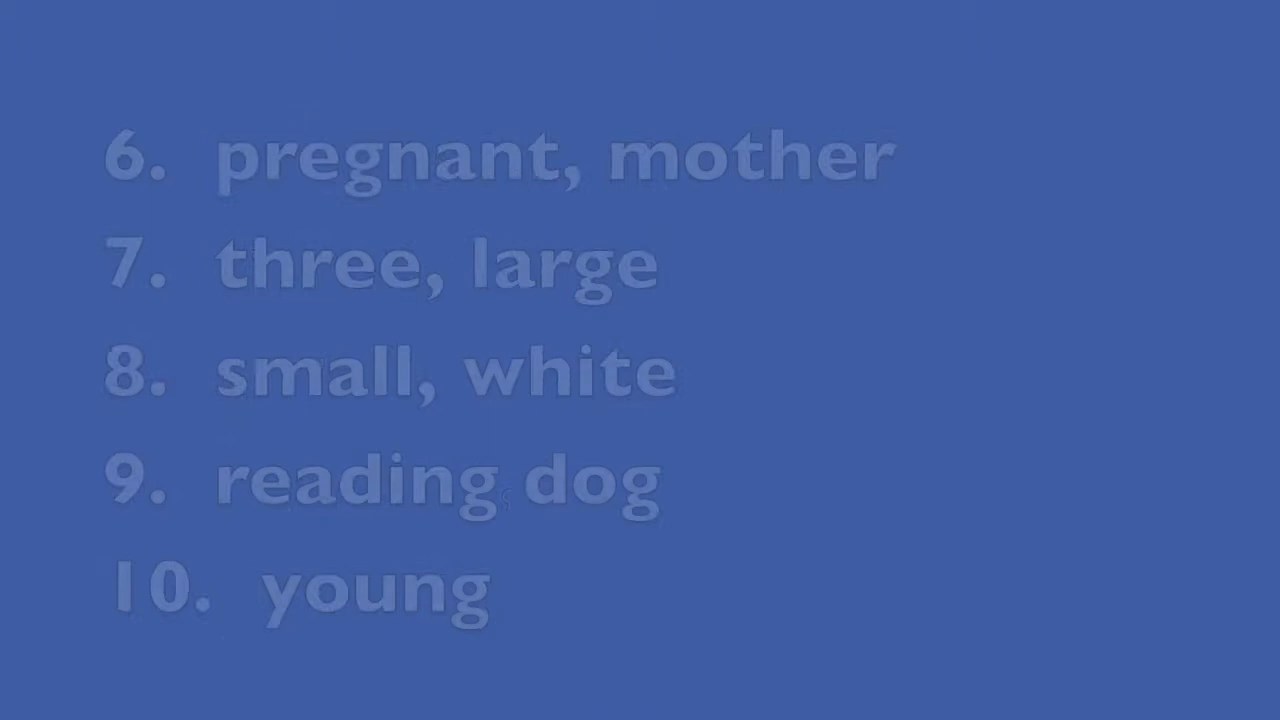 6. pregnant, mother
7. three, large
8. small, white
9. reading dog
10. young